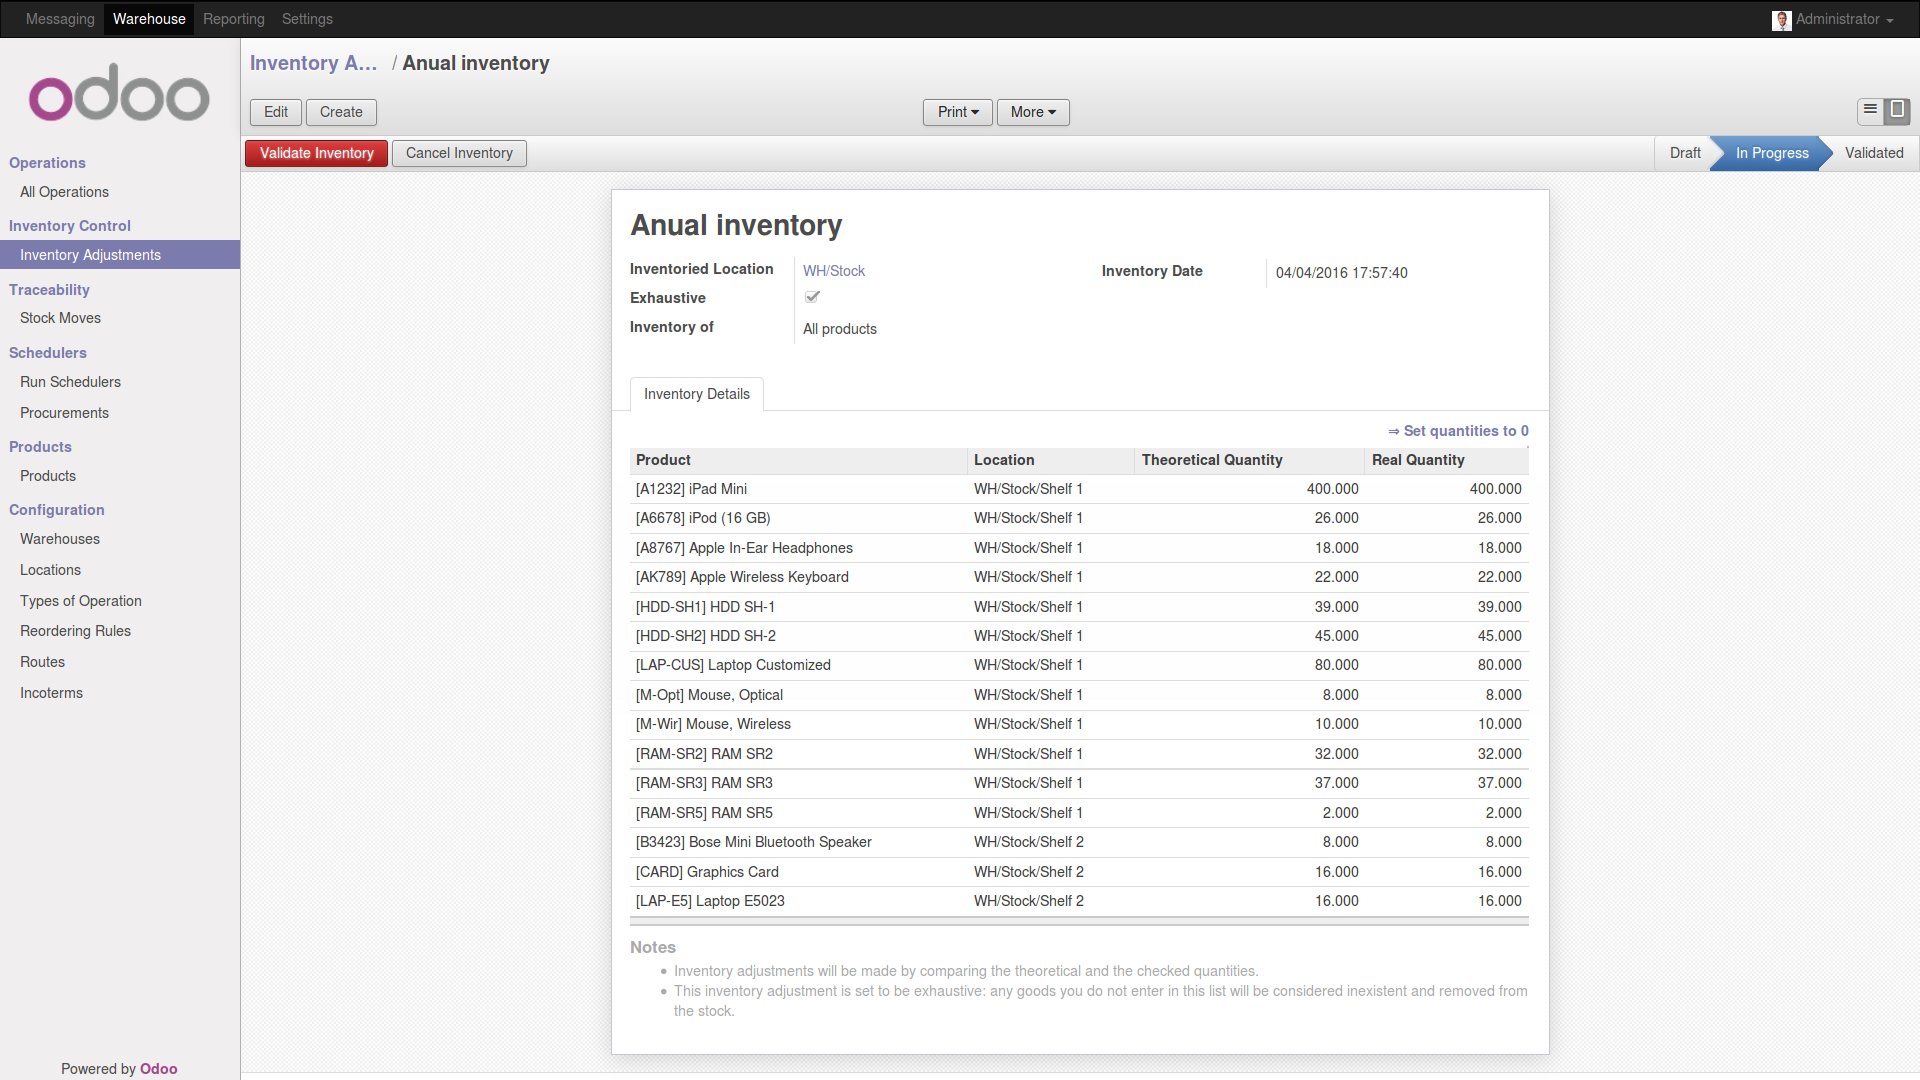 Messaging Warehouse Reporting Settings Administrator
odoo
Inventory A... / Anual inventory
Edit Create Print More
Validate Inventory Cancel Inventory Draft In Progress Validated
Operations
All Operations
Inventory Control
Inventory Adjustments
Traceability
Stock Moves
Schedulers
Run Schedulers
Procurements
Products
Products
Configuration
Warehouses
Locations
Types of Operation
Reordering Rules
Routes
Incoterms
Powered by Odoo
Anual inventory
Inventoried Location WH/Stock Inventory Date 04/04/2016 17:57:40
Exhaustive
Inventory of All products
Inventory Details
⇒ Set quantities to 0
Product Location Theoretical Quantity Real Quantity
[A1232] iPad Mini WH/Stock/Shelf 1 400.000 400.000
[A6678] iPod (16 GB) WH/Stock/Shelf 1 26.000 26.000
[A8767] Apple In-Ear Headphones WH/Stock/Shelf 1 18.000 18.000
[AK789] Apple Wireless Keyboard WH/Stock/Shelf 1 22.000 22.000
[HDD-SH1] HDD SH-1 WH/Stock/Shelf 1 39.000 39.000
[HDD-SH2] HDD SH-2 WH/Stock/Shelf 1 45.000 45.000
[LAP-CUS] Laptop Customized WH/Stock/Shelf 1 80.000 80.000
[M-Opt] Mouse, Optical WH/Stock/Shelf 1 8.000 8.000
[M-Wir] Mouse, Wireless WH/Stock/Shelf 1 10.000 10.000
[RAM-SR2] RAM SR2 WH/Stock/Shelf 1 32.000 32.000
[RAM-SR3] RAM SR3 WH/Stock/Shelf 1 37.000 37.000
[RAM-SR5] RAM SR5 WH/Stock/Shelf 1 2.000 2.000
[B3423] Bose Mini Bluetooth Speaker WH/Stock/Shelf 2 8.000 8.000
[CARD] Graphics Card WH/Stock/Shelf 2 16.000 16.000
[LAP-E5] Laptop E5023 WH/Stock/Shelf 2 16.000 16.000
Notes
• Inventory adjustments will be made by comparing the theoretical and the checked quantities.
• This inventory adjustment is set to be exhaustive: any goods you do not enter in this list will be considered inexistent and removed from
the stock.